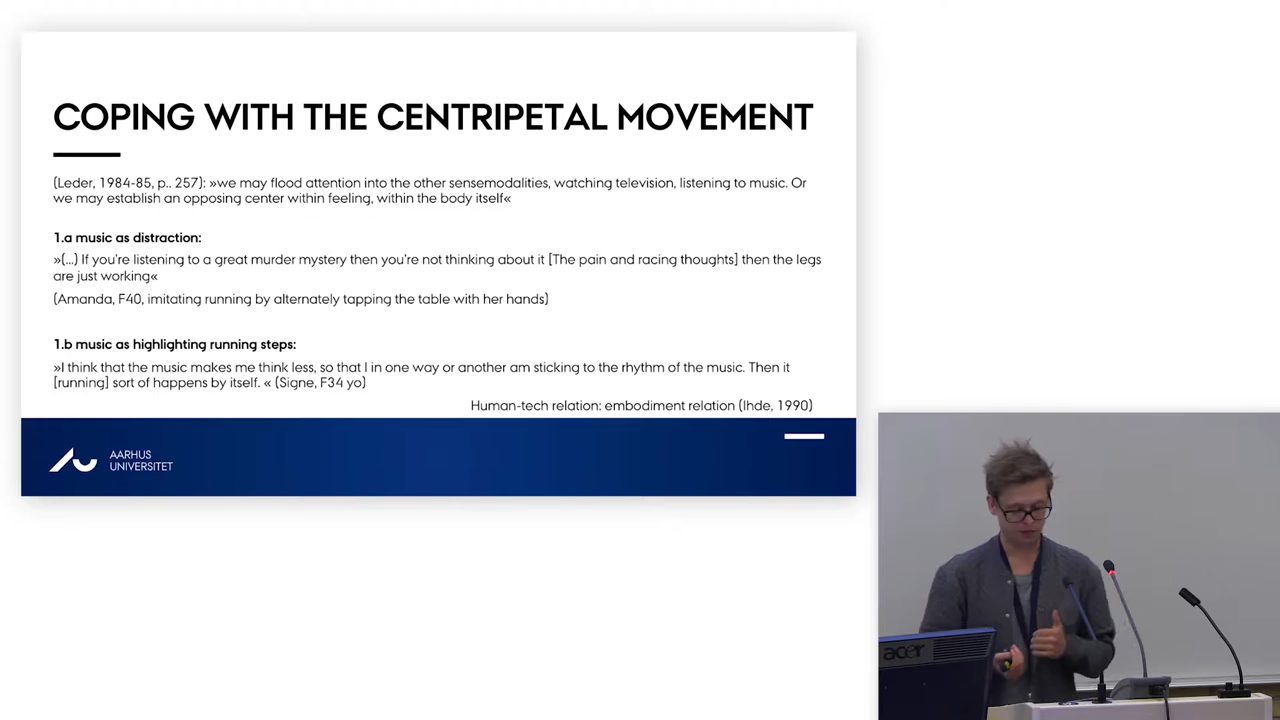 COPING WITH THE CENTRIPETAL MOVEMENT
(Leder, 1984-85, p.. 257): »we may flood attention into the other sensemodalities, watching television, listening to music. Or
we may establish an opposing center within feeling, within the body itself«
1.a music as distraction:
»(...) If you're listening to a great murder mystery then you're not thinking about it [The pain and racing thoughts] then the legs
are just working«
(Amanda, F40, imitating running by alternately tapping the table with her hands)
1.b music as highlighting running steps:
»I think that the music makes me think less, so that I in one way or another am sticking to the rhythm of the music. Then it
[running] sort of happens by itself. « (Signe, F34 yo)
Human-tech relation: embodiment relation (Ihde, 1990)
AARHUS
UNIVERSITET
acer